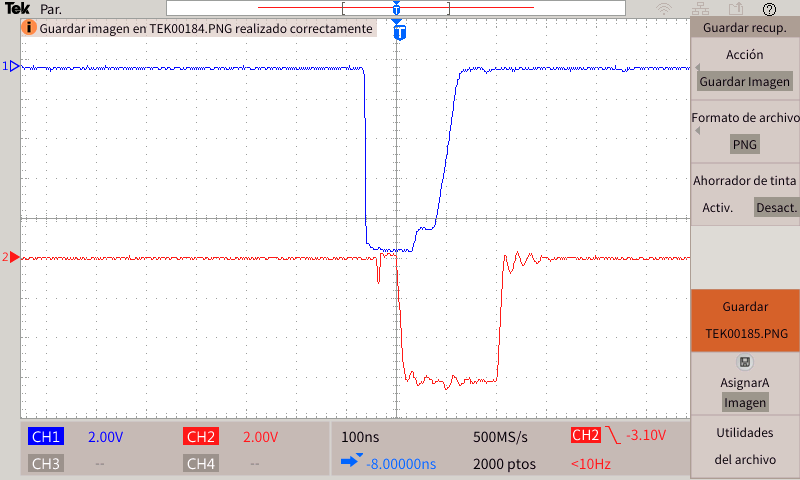 Tek Par.
T
?
Guardar imagen en TEK00184.PNG realizado correctamente
T
1
2
Guardar recup.
Acción
Guardar Imagen
Formato de archivo
PNG
Ahorrador de tinta
Activ. Desact.
Guardar
TEK00185.PNG
AsignarA
Imagen
Utilidades
del archivo
CH1 2.00V CH2 2.00V 100ns 500MS/s CH2 -3.10V
CH3 -- CH4 -- -8.00000ns 2000 ptos <10Hz